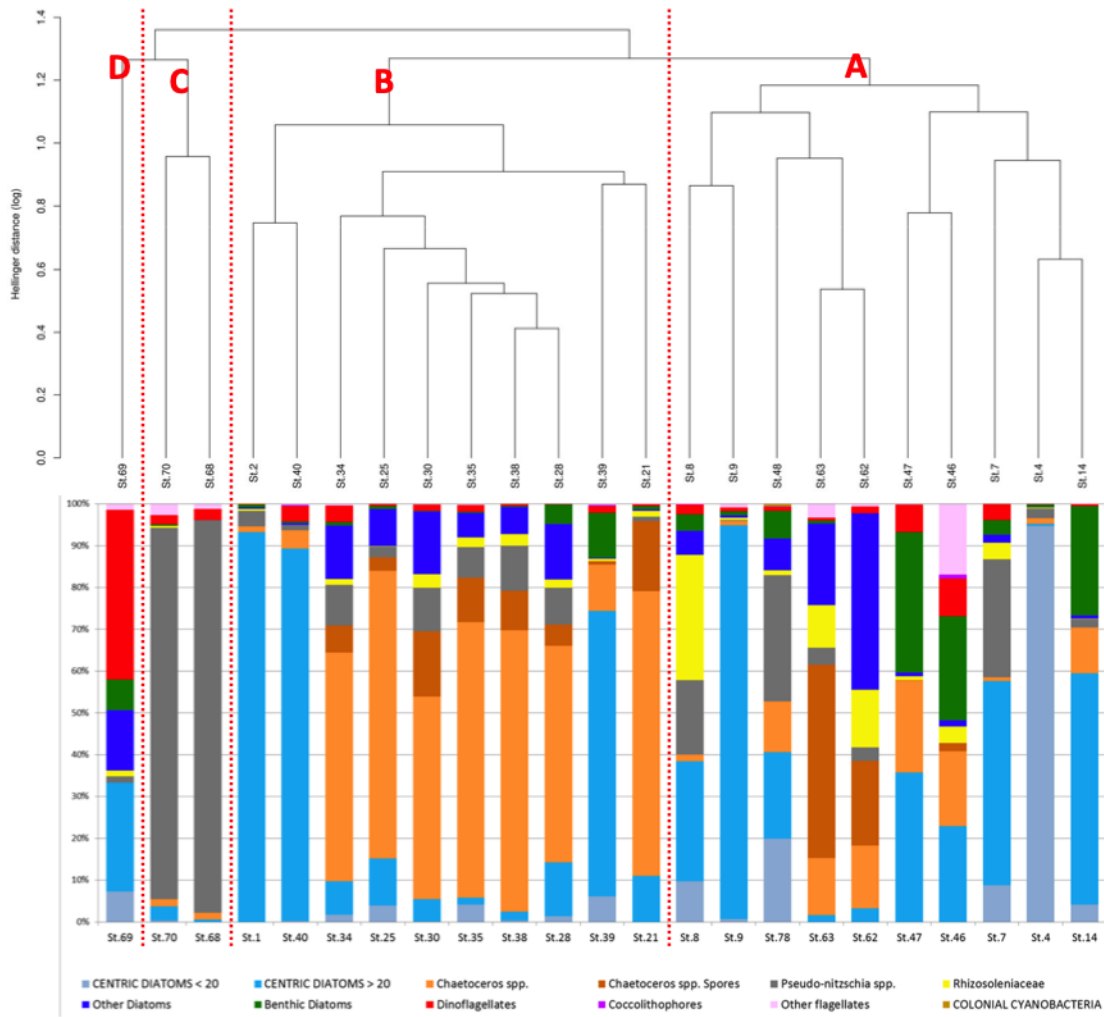 1.4
1.2
1.0
0.8
0.6
0.4
0.2
0.0
Hellinger distance (log)
D
C
B
A
St.69 St.70 St.68 St.2 St.40 St.34 St.25 St.30 St.35 St.38 St.28 St.39 St.21 St.8 St.9 St.48 St.63 St.62 St.47 St.46 St.7 St.4 St.14
100%
90%
80%
70%
60%
50%
40%
30%
20%
10%
0%
St.69 St.70 St.68 St.1 St.40 St.34 St.25 St.30 St.35 St.38 St.28 St.39 St.21 St.8 St.9 St.78 St.63 St.62 St.47 St.46 St.7 St.4 St.14
CENTRIC DIATOMS < 20 CENTRIC DIATOMS > 20 Chaetoceros spp. Chaetoceros spp. Spores Pseudo-nitzschia spp. Rhizosoleniaceae
Other Diatoms Benthic Diatoms Dinoflagellates Coccolithophores Other flagellates COLONIAL CYANOBACTERIA